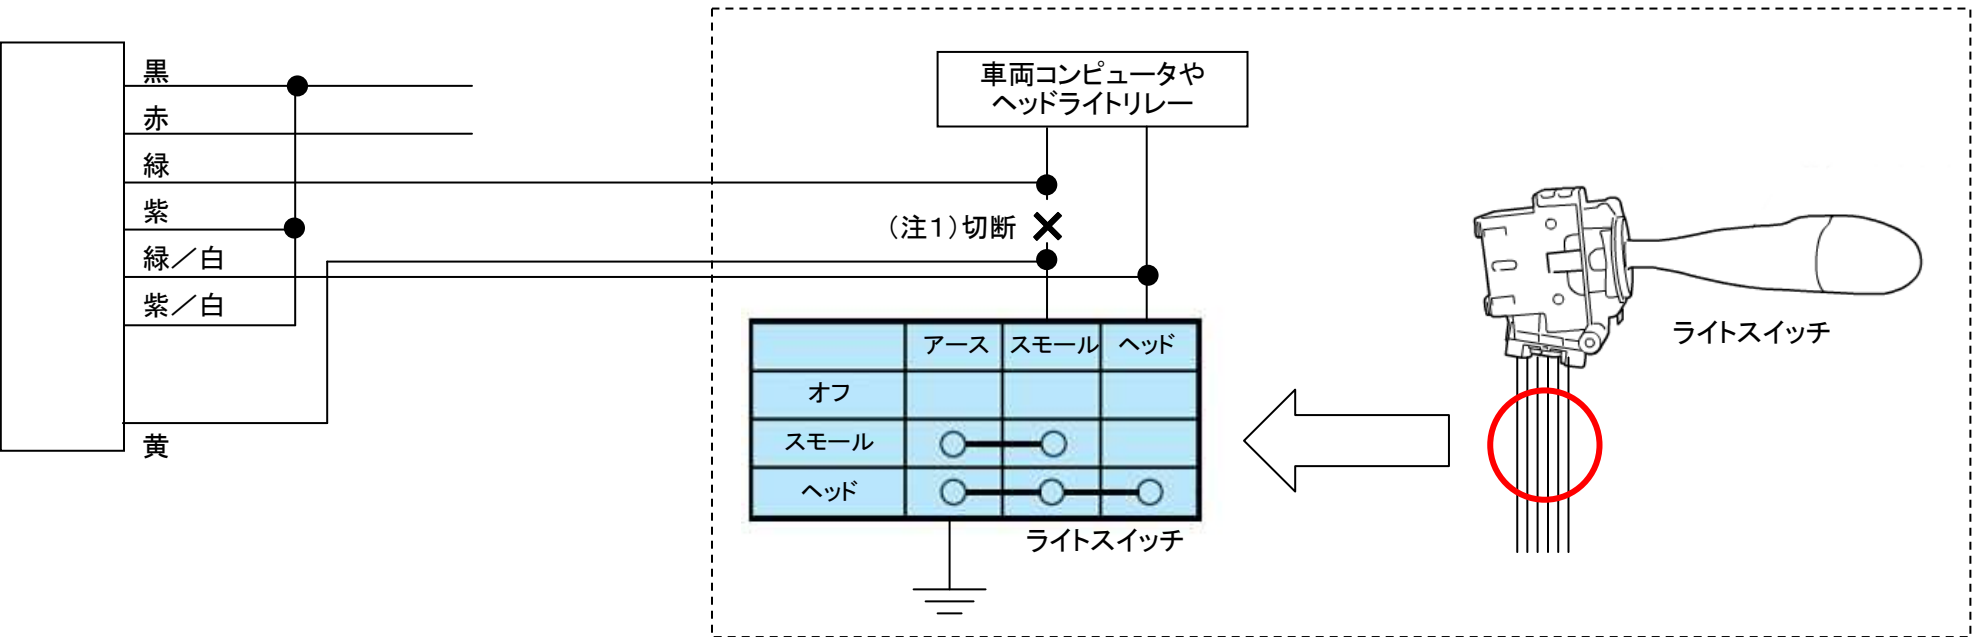 黒
赤
緑
紫
緑／白
紫／白
黄
車両コンピュータや
ヘッドライトリレー
（注１）切断
アース スモール ヘッド
オフ
スモール
ヘッド
ライトスイッチ
ライトスイッチ